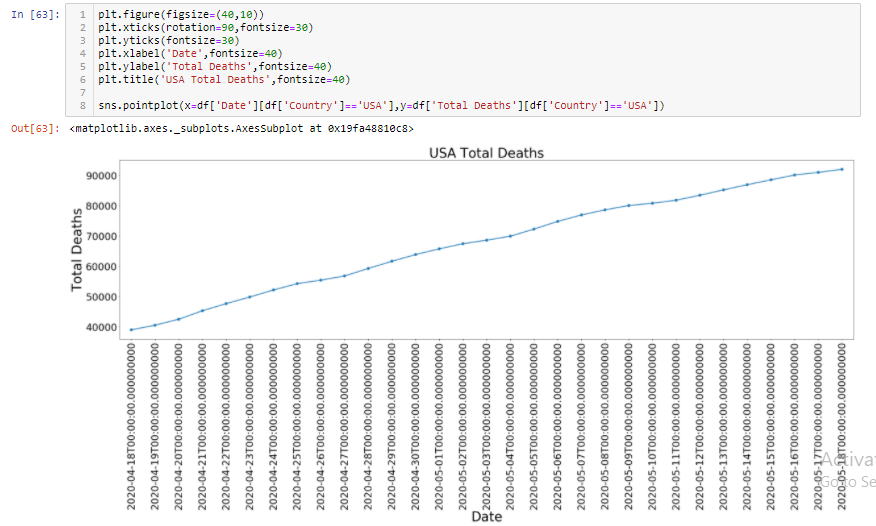 In [63]:
1 plt.figure(figsize=(40,10))
2 plt.xticks(rotation=90,fontsize=30)
3 plt.yticks(fontsize=30)
4 plt.xlabel('Date',fontsize=40)
5 plt.ylabel('Total Deaths',fontsize=40)
6 plt.title('USA Total Deaths',fontsize=40)
7
8 sns.pointplot(x=df['Date'][df['Country']=='USA'],y=df['Total Deaths'][df['Country']=='USA'])
Out[63]: <matplotlib.axes._subplots.AxesSubplot at 0x19fa48810c8>
USA Total Deaths
Total Deaths
90000
80000
70000
60000
50000
40000
2020-04-18T00:00:00.000000000
2020-04-19T00:00:00.000000000
2020-04-20T00:00:00.000000000
2020-04-21T00:00:00.000000000
2020-04-22T00:00:00.000000000
2020-04-23T00:00:00.000000000
2020-04-24T00:00:00.000000000
2020-04-25T00:00:00.000000000
2020-04-26T00:00:00.000000000
2020-04-27T00:00:00.000000000
2020-04-28T00:00:00.000000000
2020-04-29T00:00:00.000000000
2020-04-30T00:00:00.000000000
2020-05-01T00:00:00.000000000
2020-05-02T00:00:00.000000000
2020-05-03T00:00:00.000000000
2020-05-04T00:00:00.000000000
2020-05-05T00:00:00.000000000
2020-05-06T00:00:00.000000000
2020-05-07T00:00:00.000000000
2020-05-08T00:00:00.000000000
2020-05-09T00:00:00.000000000
2020-05-10T00:00:00.000000000
2020-05-11T00:00:00.000000000
2020-05-12T00:00:00.000000000
2020-05-13T00:00:00.000000000
2020-05-14T00:00:00.000000000
2020-05-15T00:00:00.000000000
2020-05-16T00:00:00.000000000
2020-05-17T00:00:00.000000000
2020-05-18T00:00:00.000000000
Date
Activat
Go to Se